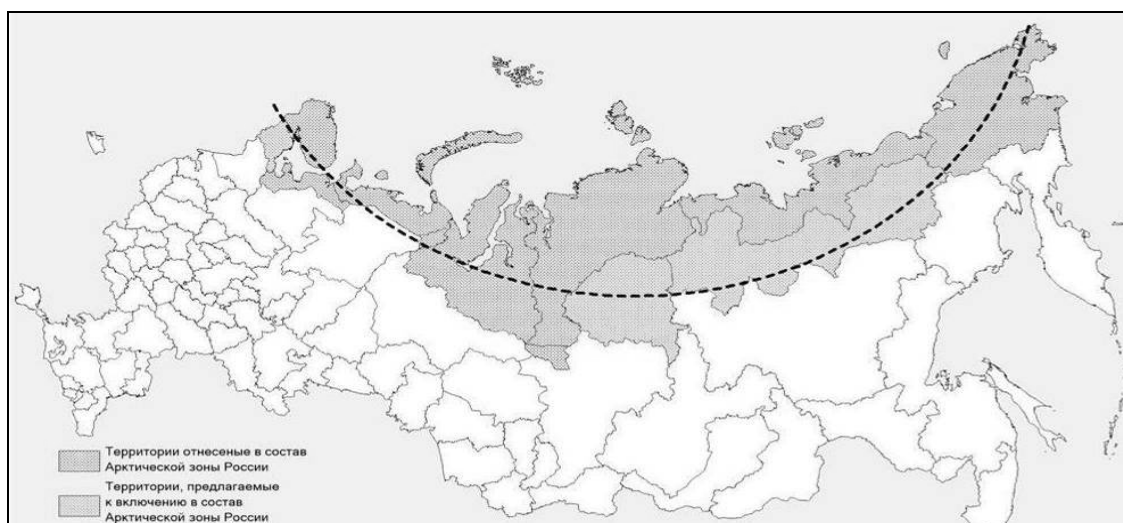 Территории отнесеные в состав
Арктической зоны России
Территории, предлагаемые
к включению в состав
Арктической зоны России